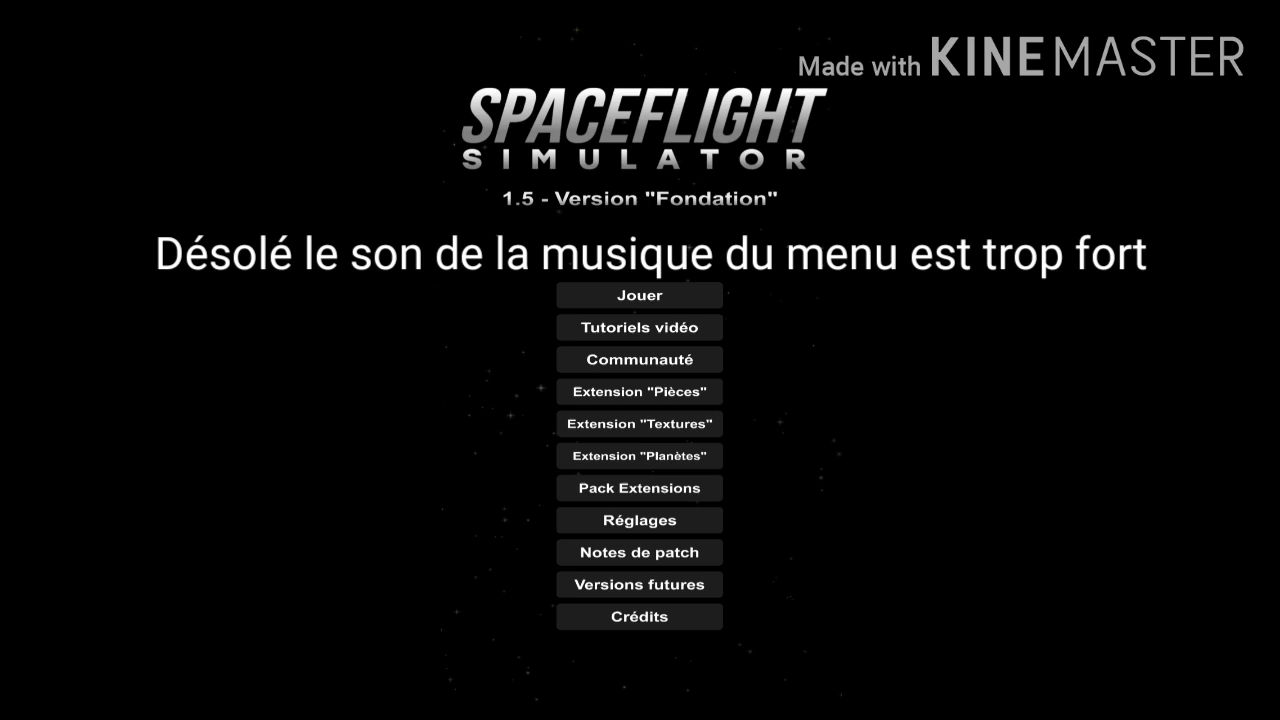 Made with KINEMASTER
SPACEFLIGHT
SIMULATOR
1.5 - Version "Fondation"
Désolé le son de la musique du menu est trop fort
Jouer
Tutoriels vidéo
Communauté
Extension "Pièces"
Extension "Textures"
Extension "Planètes"
Pack Extensions
Réglages
Notes de patch
Versions futures
Crédits